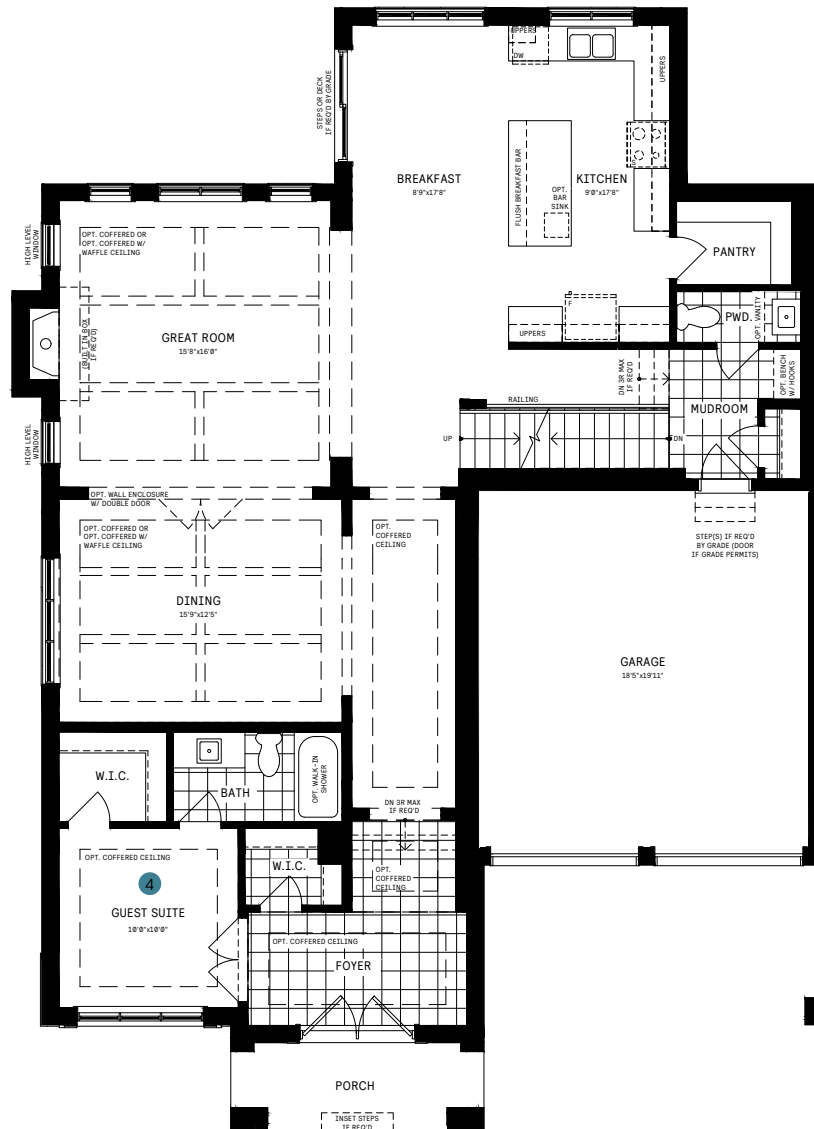 UPPERS
DW
UPPERS
STEPS OR DECK
IF REQ'D BY GRADE
BREAKFAST
8'9"x17'8"
FLUSH BREAKFAST BAR
KITCHEN
9'0"x17'8"
OPT.
BAR
SINK
HIGH LEVEL
WINDOW
OPT. COFFERED OR
OPT. COFFERED W/
WAFFLE CEILING
PANTRY
(BUILT IN BOX
IF REQ'D)
GREAT ROOM
15'8"x16'0"
F
UPPERS
PWD.
OPT. VANITY
DN 3R MAX
IF REQ'D
OPT. BENCH
W/ HOOKS
RAILING
MUDROOM
HIGH LEVEL
WINDOW
UP
DN
OPT. WALL ENCLOSURE
W/ DOUBLE DOOR
OPT. COFFERED OR
OPT. COFFERED W/
WAFFLE CEILING
OPT.
COFFERED
CEILING
STEP(S) IF REQ'D
BY GRADE (DOOR
IF GRADE PERMITS)
DINING
15'9"x12'5"
GARAGE
18'5"x19'11"
W.I.C.
BATH
OPT. WALK-IN
SHOWER
DN 3R MAX
IF REQ'D
OPT. COFFERED CEILING
W.I.C.
OPT.
COFFERED
CEILING
4
GUEST SUITE
10'0"x10'0"
OPT. COFFERED CEILING
FOYER
PORCH
INSET STEPS
IF REQ'D